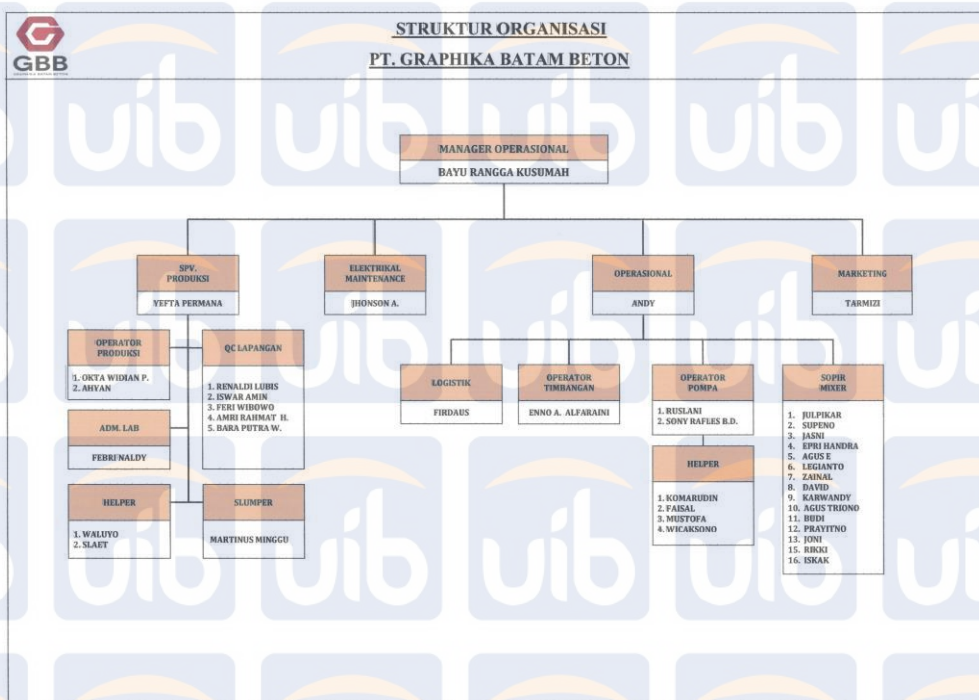 GBB
STRUKTUR ORGANISASI
PT. GRAPHIKA BATAM BETON
MANAGER OPERASIONAL
BAYU RANGGA KUSUMAH
SPV.
PRODUKSI
YEFTA PERMANA
ELEKTRIKAL
MAINTENANCE
JHONSON A.
OPERASIONAL
ANDY
MARKETING
TARMIZI
OPERATOR
PRODUKSI
1. OKTA WIDIAN P.
2. AHYAN
QC LAPANGAN
1. RENALDI LUBIS
2. ISWAR AMIN
3. FERI WIBOWO
4. AMRI RAHMAT H.
5. BARA PUTRA W.
ADM. LAB
FEBRI NALDY
HELPER
1. WALUYO
2. SLAET
SLUMPER
MARTINUS MINGGU
LOGISTIK
FIRDAUS
OPERATOR
TIMBANGAN
ENNO A. ALFARAINI
OPERATOR
POMPA
1. RUSLANI
2. SONY RAFLES B.D.
HELPER
1. KOMARUDIN
2. FAISAL
3. MUSTOFA
4. WICAKSONO
SOPIR
MIXER
1. JULPIKAR
2. SUPENO
3. JASNI
4. EPRI HANDRA
5. AGUS E
6. LEGIANTO
7. ZAINAL
8. DAVID
9. KARWANDY
10. AGUS TRIONO
11. BUDI
12. PRAYITNO
13. JONI
15. RIKKI
16. ISKAK
uib